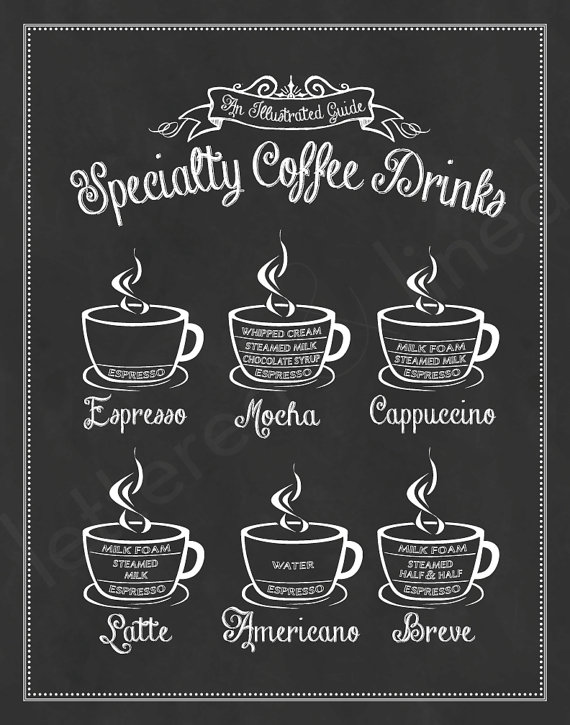 An Illustrated Guide
Specialty Coffee Drinks
ESPRESSO
Espresso
WHIPPED CREAM
STEAMED MILK
CHOCOLATE SYRUP
ESPRESSO
Mocha
MILK FOAM
STEAMED MILK
ESPRESSO
Cappuccino
MILK FOAM
STEAMED
MILK
ESPRESSO
Latte
WATER
ESPRESSO
Americano
MILK FOAM
STEAMED
HALF & HALF
ESPRESSO
Breve
lettered & lined